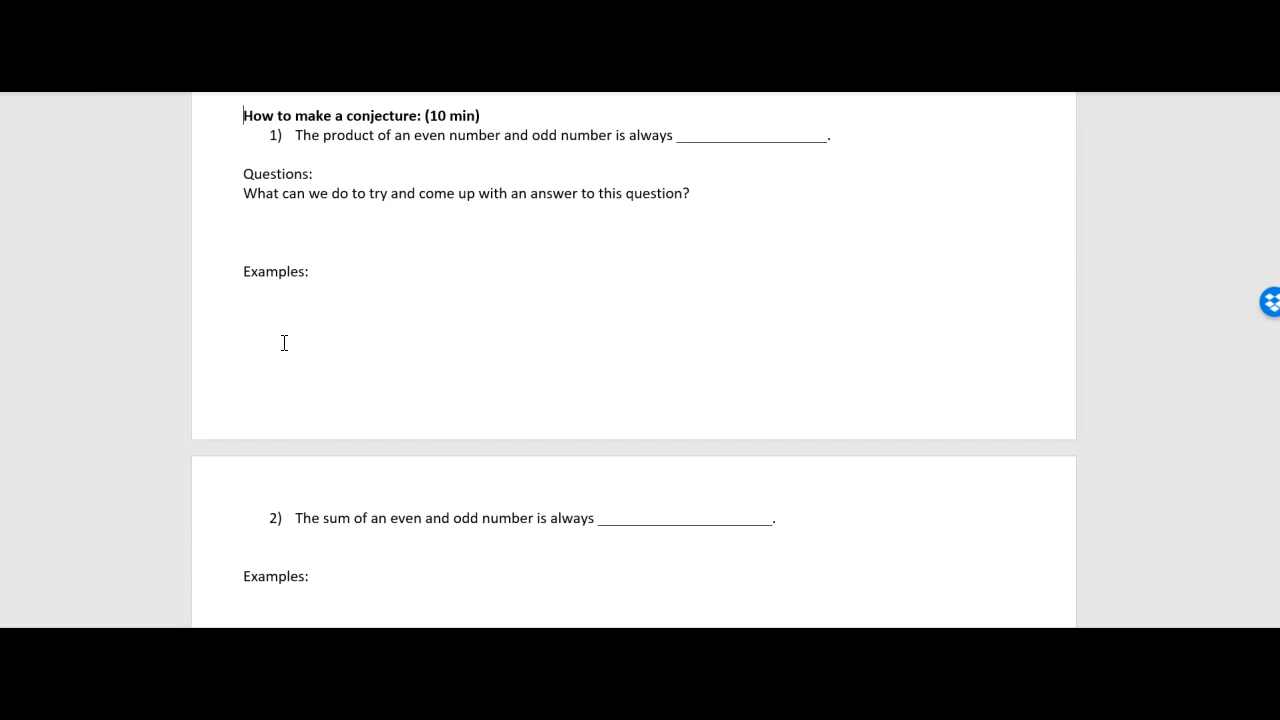 How to make a conjecture: (10 min)
1) The product of an even number and odd number is always ____________________.
Questions:
What can we do to try and come up with an answer to this question?
Examples:
2) The sum of an even and odd number is always _______________________.
Examples: